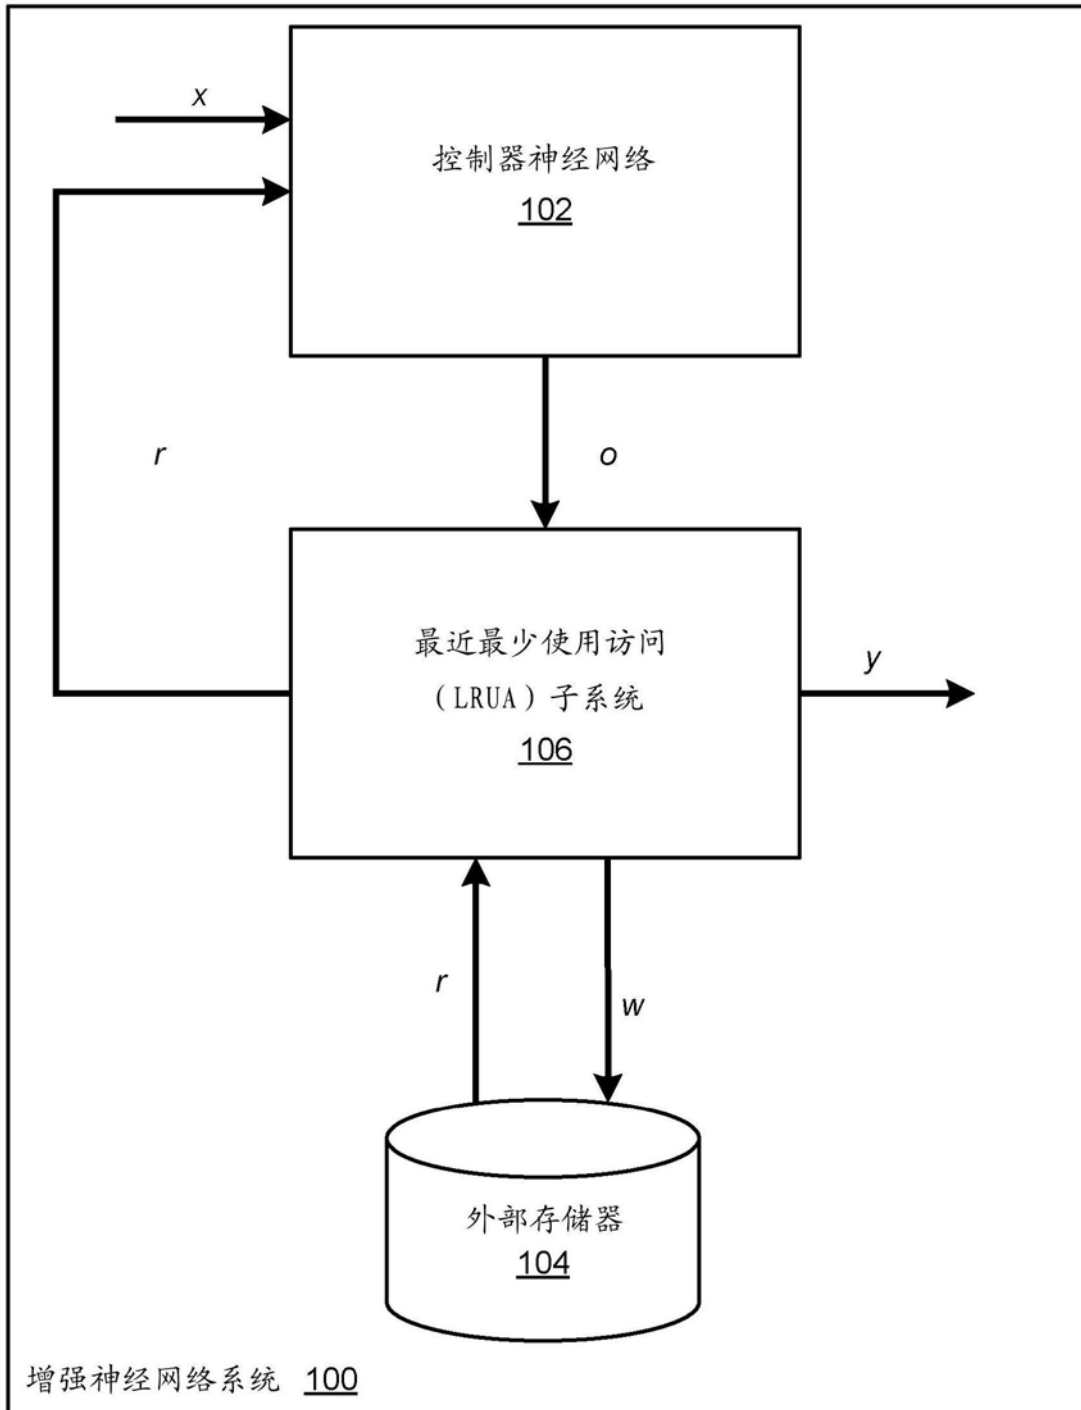 x
控制器神经网络
102
r
o
最近最少使用访问
（LRUA）子系统
106
y
r
w
外部存储器
104
增强神经网络系统 100